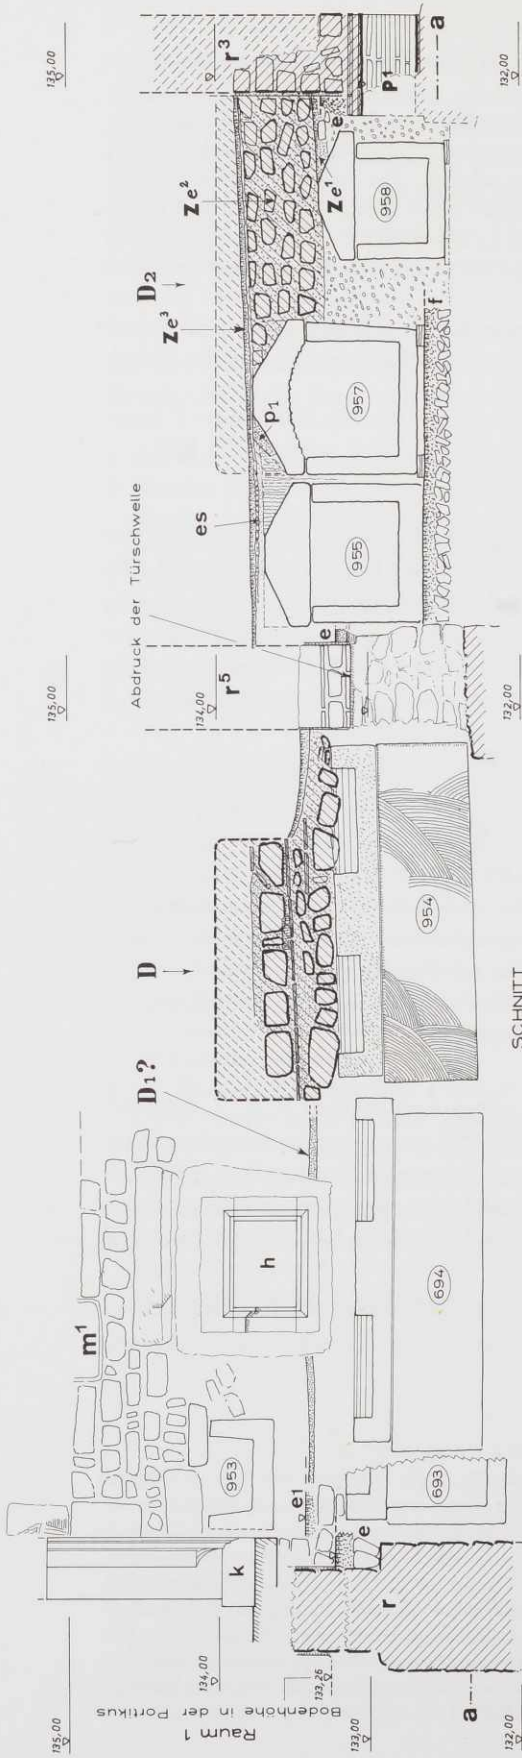 135,00
134,00
133,26
133,00
132,00
Raum 1
Bodenhöhe in der Portikus
k
r
a
m¹
953
e¹
e
693
h
694
D₁?
D
954
SCHNITT
135,00
134,00
132,00
r⁵
Abdruck der Türschwelle
e
es
955
p₁
957
D₂
Ze³
Ze²
Ze¹
958
f
135,00
r³
e
P1
a
132,00